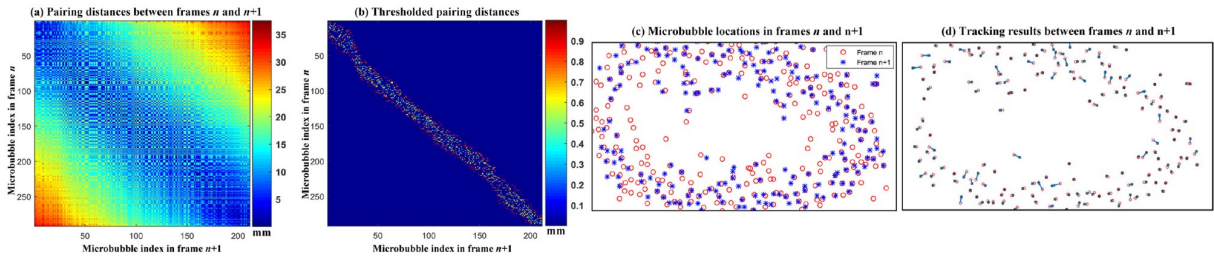 (a) Pairing distances between frames n and n+1
Microbubble index in frame n
50
100
150
200
250
50
100
150
200
Microbubble index in frame n+1
35
30
25
20
15
10
5
mm
(b) Thresholded pairing distances
Microbubble index in frame n
50
100
150
200
250
50
100
150
200
Microbubble index in frame n+1
0.9
0.8
0.7
0.6
0.5
0.4
0.3
0.2
0.1
mm
(c) Microbubble locations in frames n and n+1
Frame n
Frame n+1
(d) Tracking results between frames n and n+1